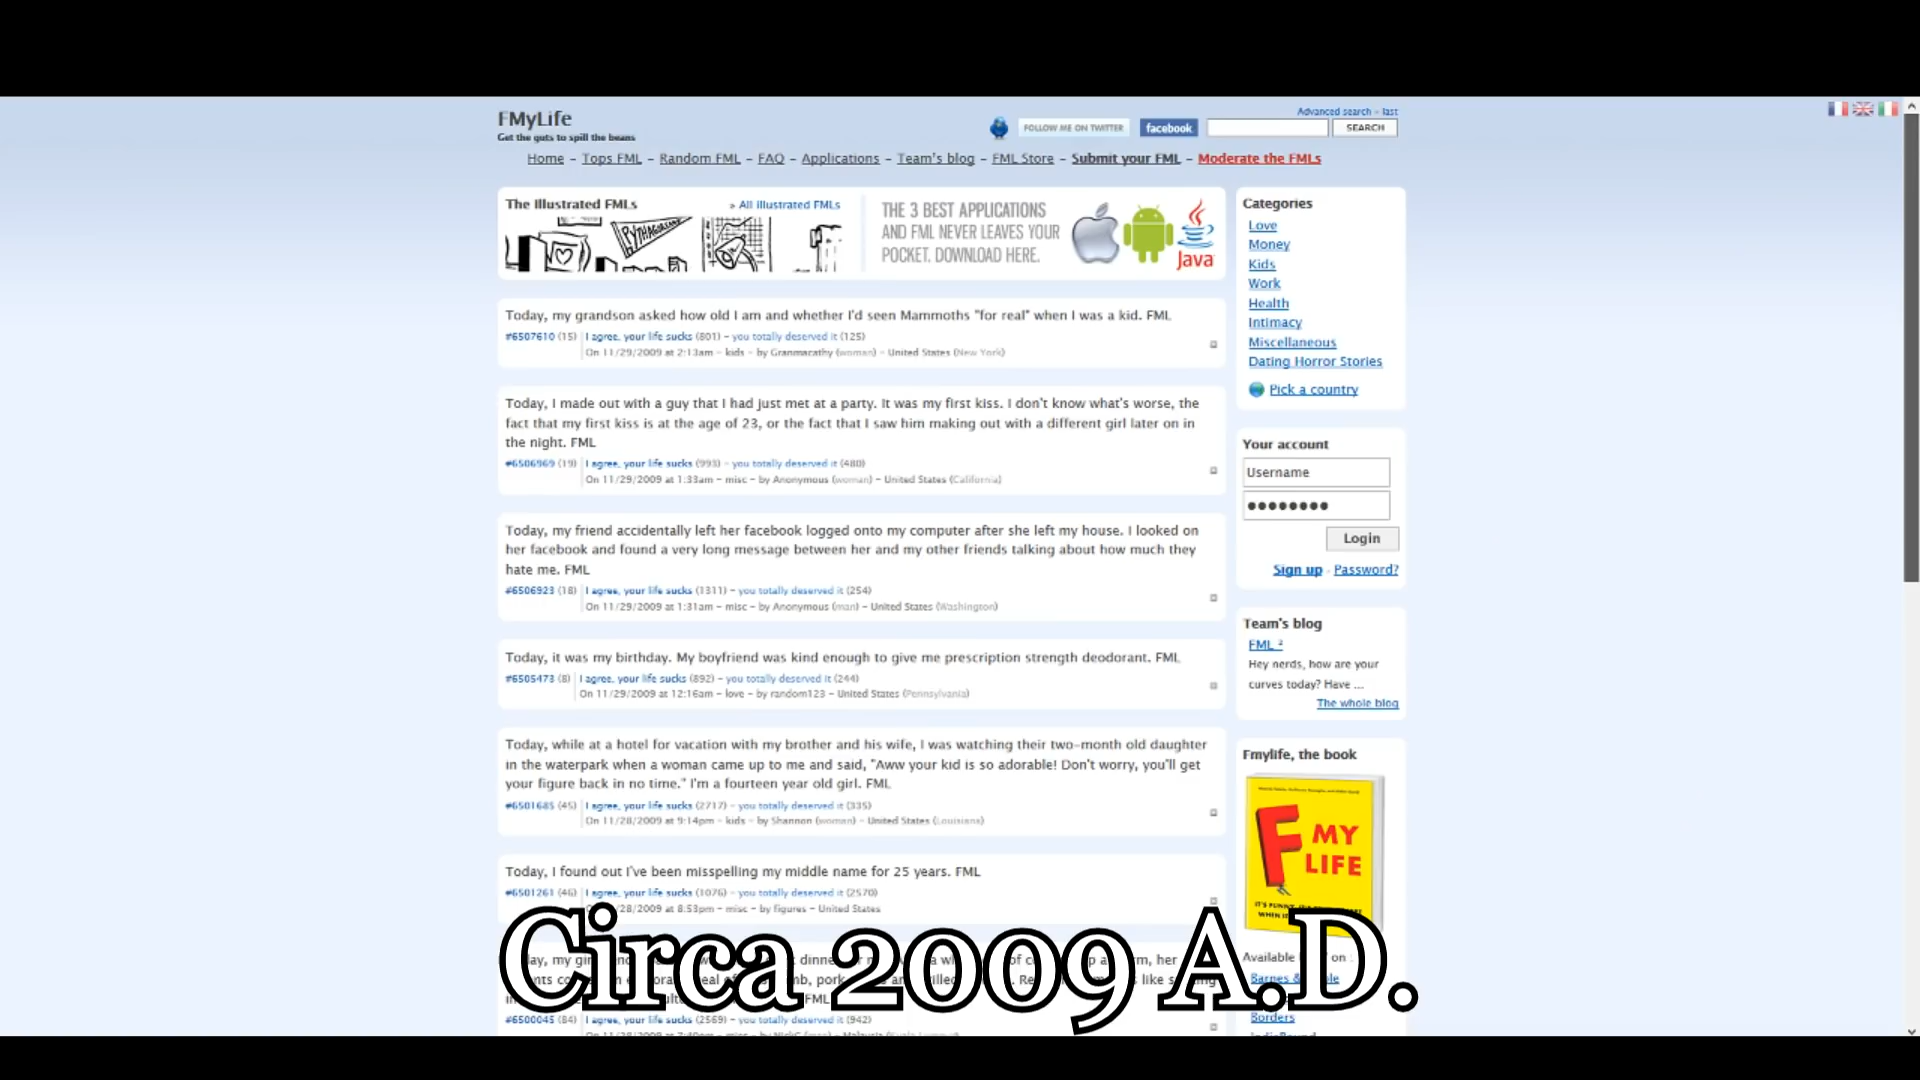 FMyLife
Get the guts to spill the beans
FOLLOW ME ON TWITTER
facebook
Advanced search - last
SEARCH
Home - Tops FML - Random FML - FAQ - Applications - Team's blog - FML Store - Submit your FML - Moderate the FMLs
The Illustrated FMLs
» All illustrated FMLs
PYTHAGOREANS
THE 3 BEST APPLICATIONS
AND FML NEVER LEAVES YOUR
POCKET. DOWNLOAD HERE.
Java
Today, my grandson asked how old I am and whether I'd seen Mammoths "for real" when I was a kid. FML
#6507610 (15) I agree, your life sucks (801) - you totally deserved it (125)
On 11/29/2009 at 2:13am - kids - by Granmacathy (woman) - United States (New York)
Today, I made out with a guy that I had just met at a party. It was my first kiss. I don't know what's worse, the
fact that my first kiss is at the age of 23, or the fact that I saw him making out with a different girl later on in
the night. FML
#6506969 (19) I agree, your life sucks (993) - you totally deserved it (480)
On 11/29/2009 at 1:33am - misc - by Anonymous (woman) - United States (California)
Today, my friend accidentally left her facebook logged onto my computer after she left my house. I looked on
her facebook and found a very long message between her and my other friends talking about how much they
hate me. FML
#6506923 (18) I agree, your life sucks (1311) - you totally deserved it (254)
On 11/29/2009 at 1:31am - misc - by Anonymous (man) - United States (Washington)
Today, it was my birthday. My boyfriend was kind enough to give me prescription strength deodorant. FML
#6505473 (8) I agree, your life sucks (892) - you totally deserved it (244)
On 11/29/2009 at 12:16am - love - by random123 - United States (Pennsylvania)
Today, while at a hotel for vacation with my brother and his wife, I was watching their two-month old daughter
in the waterpark when a woman came up to me and said, "Aww your kid is so adorable! Don't worry, you'll get
your figure back in no time." I'm a fourteen year old girl. FML
#6501685 (45) I agree, your life sucks (2717) - you totally deserved it (335)
On 11/28/2009 at 9:14pm - kids - by Shannon (woman) - United States (Louisiana)
Today, I found out I've been misspelling my middle name for 25 years. FML
#6501261 (46) I agree, your life sucks (1076) - you totally deserved it (2570)
/28/2009 at 8:53pm - misc - by figures - United States
#6500045 (84) I agree, your life sucks (2569) - you totally deserved it (942)
Categories
Love
Money
Kids
Work
Health
Intimacy
Miscellaneous
Dating Horror Stories
Pick a country
Your account
Username
Login
Sign up - Password?
Team's blog
FML ²
Hey nerds, how are your
curves today? Have ...
The whole blog
Fmylife, the book
F MY
LIFE
Available
on :
Barnes &
Borders
Circa 2009 A.D.